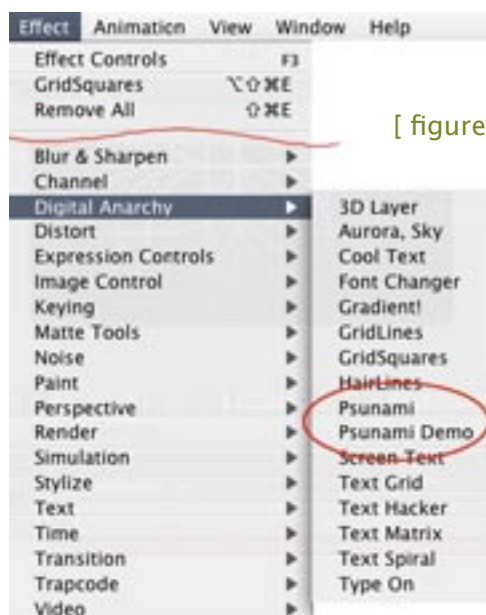 Effect Animation View Window Help
Effect Controls F3
GridSquares ⌥⇧⌘E
Remove All ⇧⌘E
[ figure
Blur & Sharpen
Channel
Digital Anarchy
Distort
Expression Controls
Image Control
Keying
Matte Tools
Noise
Paint
Perspective
Render
Simulation
Stylize
Text
Time
Transition
Trapcode
Video
3D Layer
Aurora, Sky
Cool Text
Font Changer
Gradient!
GridLines
GridSquares
HairLines
Psunami
Psunami Demo
Screen Text
Text Grid
Text Hacker
Text Matrix
Text Spiral
Type On